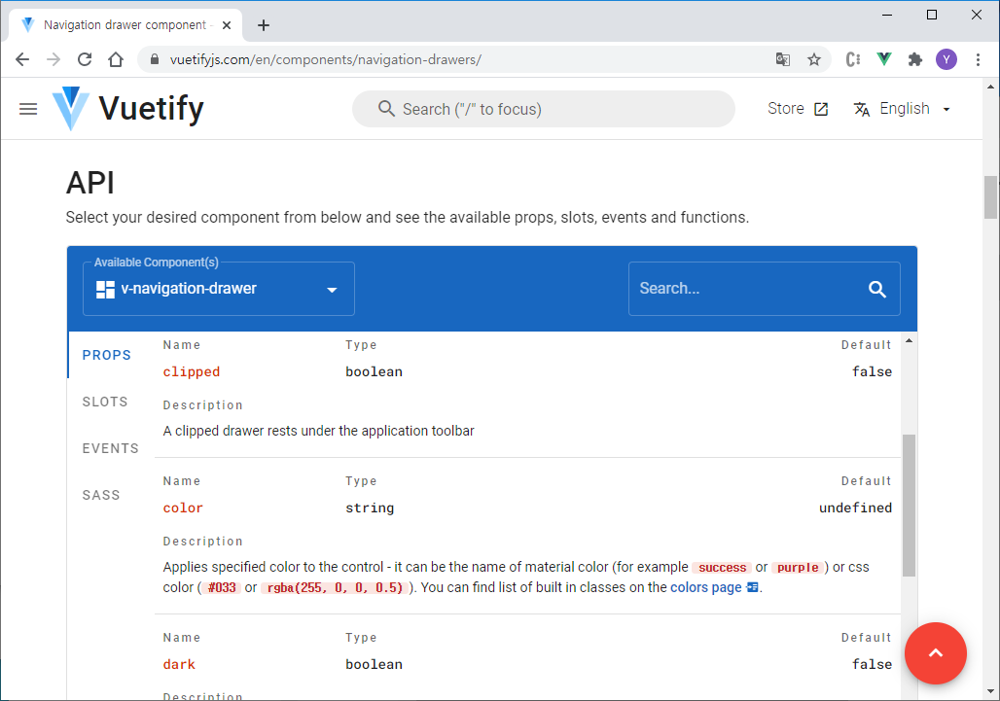 Navigation drawer component -
vuetifyjs.com/en/components/navigation-drawers/
Y
Vuetify
Search ("/" to focus)
Store
English
API
Select your desired component from below and see the available props, slots, events and functions.
Available Component(s)
v-navigation-drawer
Search...
PROPS
SLOTS
EVENTS
SASS
Name Type Default
clipped boolean false
Description
A clipped drawer rests under the application toolbar
Name Type Default
color string undefined
Description
Applies specified color to the control - it can be the name of material color (for example success or purple ) or css
color ( #033 or rgba(255, 0, 0, 0.5) ). You can find list of built in classes on the colors page .
Name Type Default
dark boolean false
Description